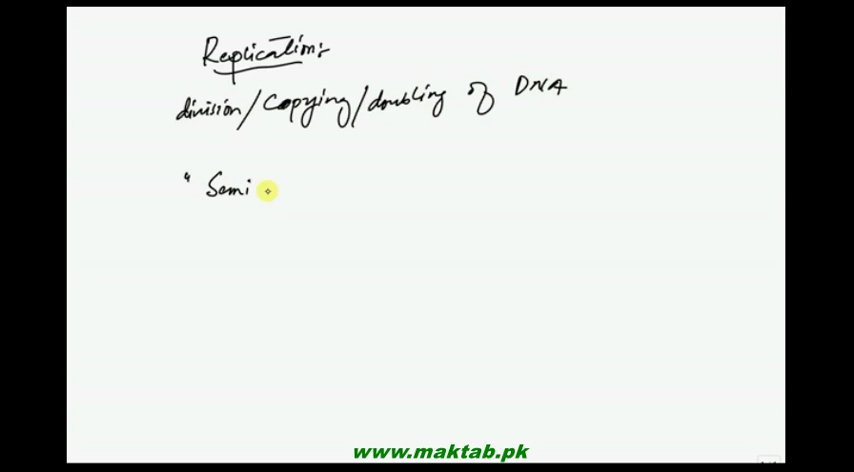 Replication:
division/Copying/doubling of DNA
" Semi
www.maktab.pk